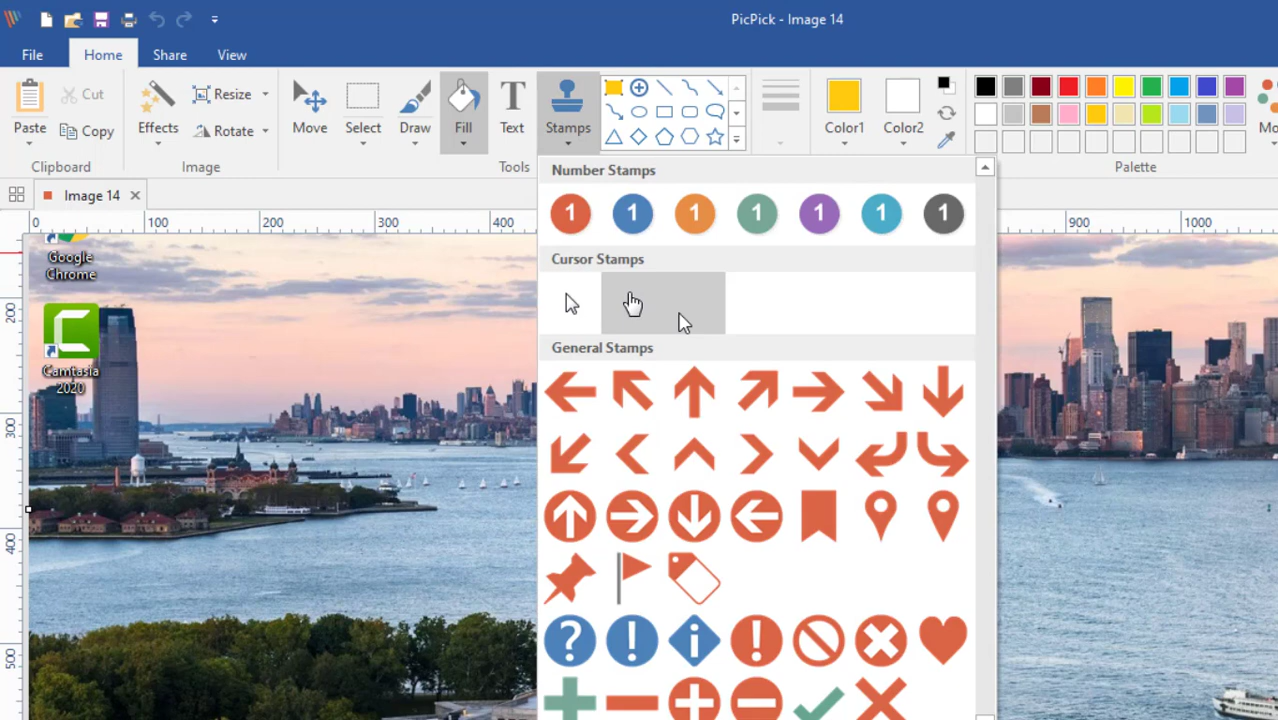 PicPick - Image 14
File Home Share View
Paste
Cut
Copy
Clipboard
Effects
Resize
Rotate
Image
Move
Select
Draw
Fill
Text
Stamps
Tools
Color1
Color2
Palette
Mo
Image 14
0 100 200 300 400 900 1000
200
300
400
500
Google
Chrome
Camtasia
2020
Number Stamps
1 1 1 1 1 1 1
Cursor Stamps
General Stamps